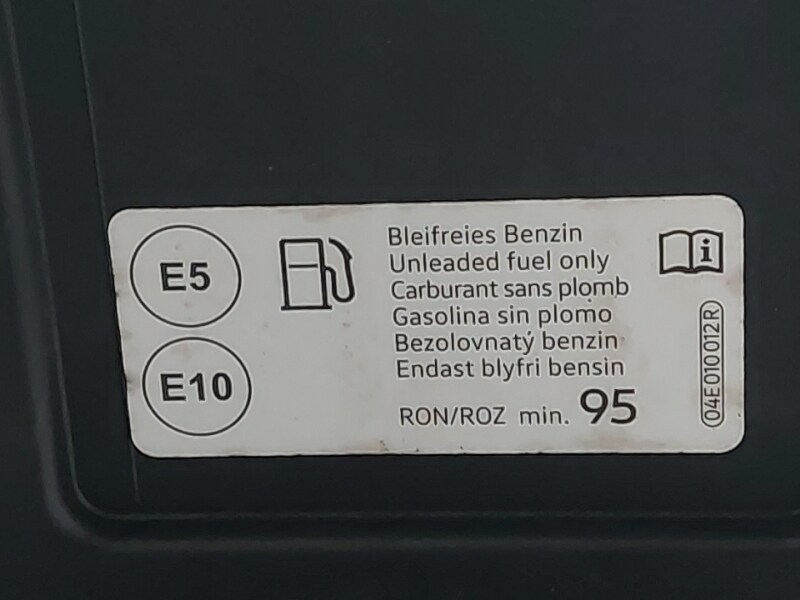 E5
E10
Bleifreies Benzin
Unleaded fuel only
Carburant sans plomb
Gasolina sin plomo
Bezolovnatý benzin
Endast blyfri bensin
RON/ROZ min. 95
i
04E010012R